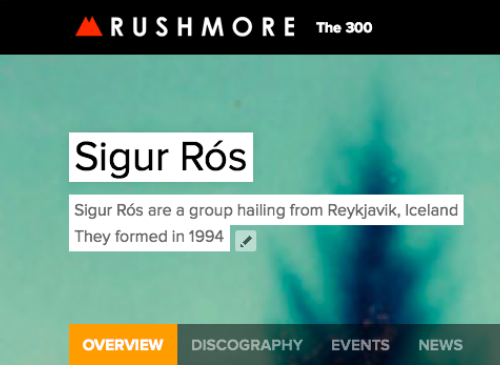 RUSHMORE The 300
Sigur Rós
Sigur Rós are a group hailing from Reykjavik, Iceland
They formed in 1994
OVERVIEW DISCOGRAPHY EVENTS NEWS